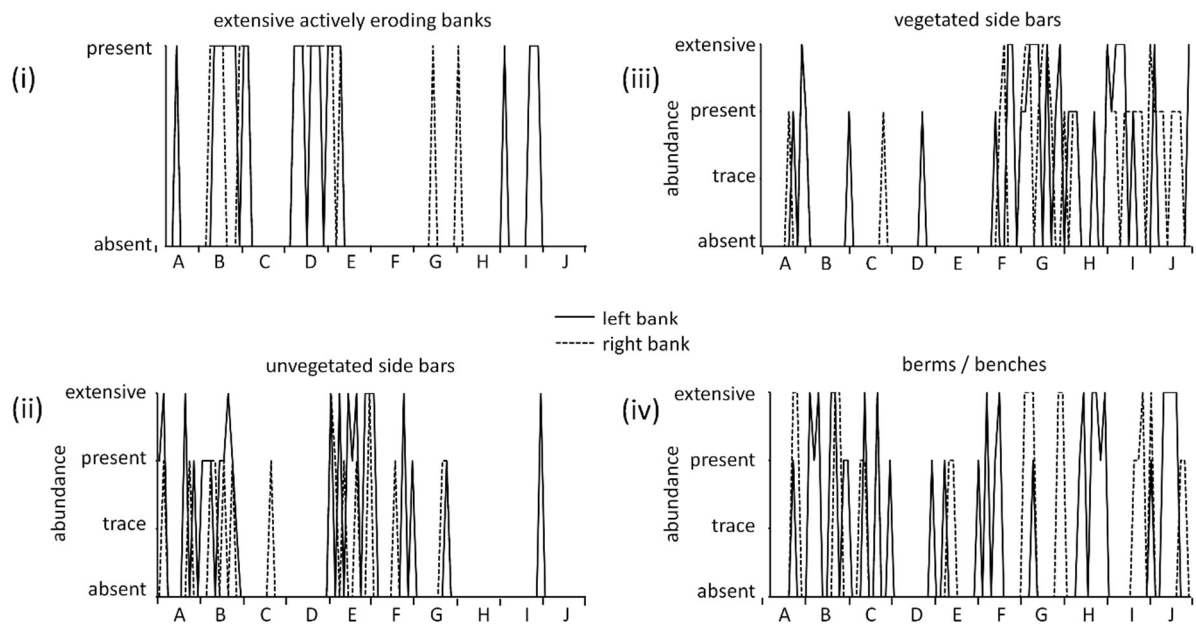 extensive actively eroding banks
(i)
present
absent
A B C D E F G H I J
vegetated side bars
(iii)
extensive
present
trace
absent
abundance
A B C D E F G H I J
left bank
right bank
unvegetated side bars
(ii)
extensive
present
trace
absent
abundance
A B C D E F G H I J
berms / benches
(iv)
extensive
present
trace
absent
abundance
A B C D E F G H I J